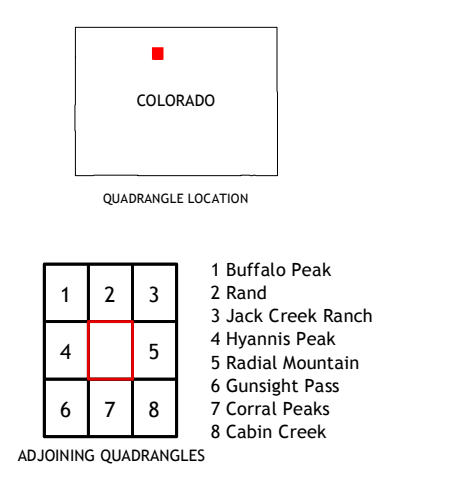 COLORADO
QUADRANGLE LOCATION
1 2 3
4 5
6 7 8
ADJOINING QUADRANGLES
1 Buffalo Peak
2 Rand
3 Jack Creek Ranch
4 Hyannis Peak
5 Radial Mountain
6 Gunsight Pass
7 Corral Peaks
8 Cabin Creek